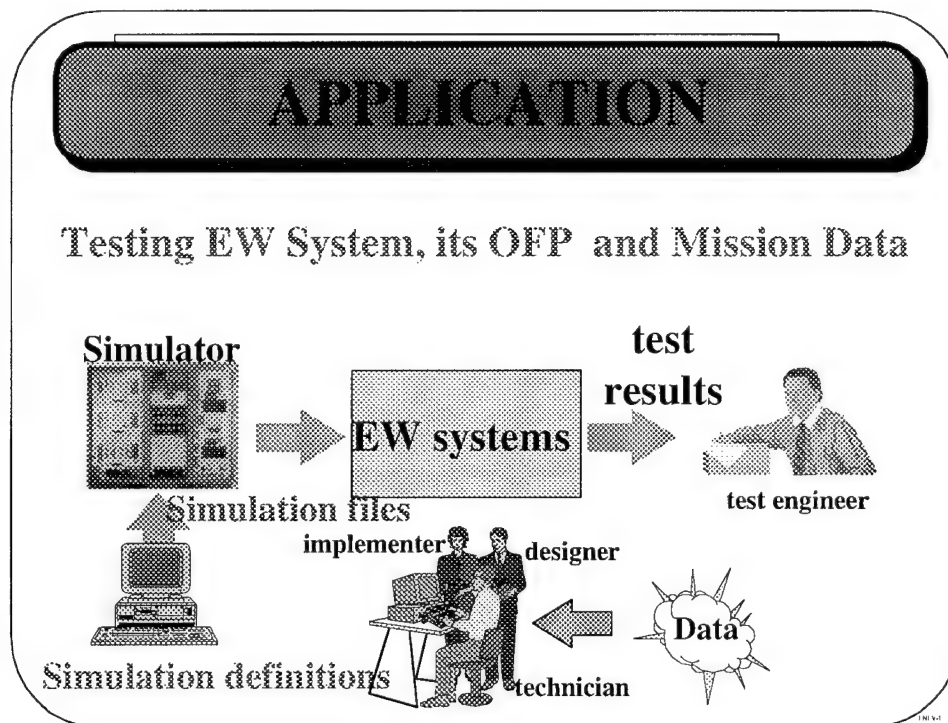 APPLICATION
Testing EW System, its OFP and Mission Data
Simulator
test
results
EW systems
test engineer
Simulation files
implementer
designer
Data
Simulation definitions
technician